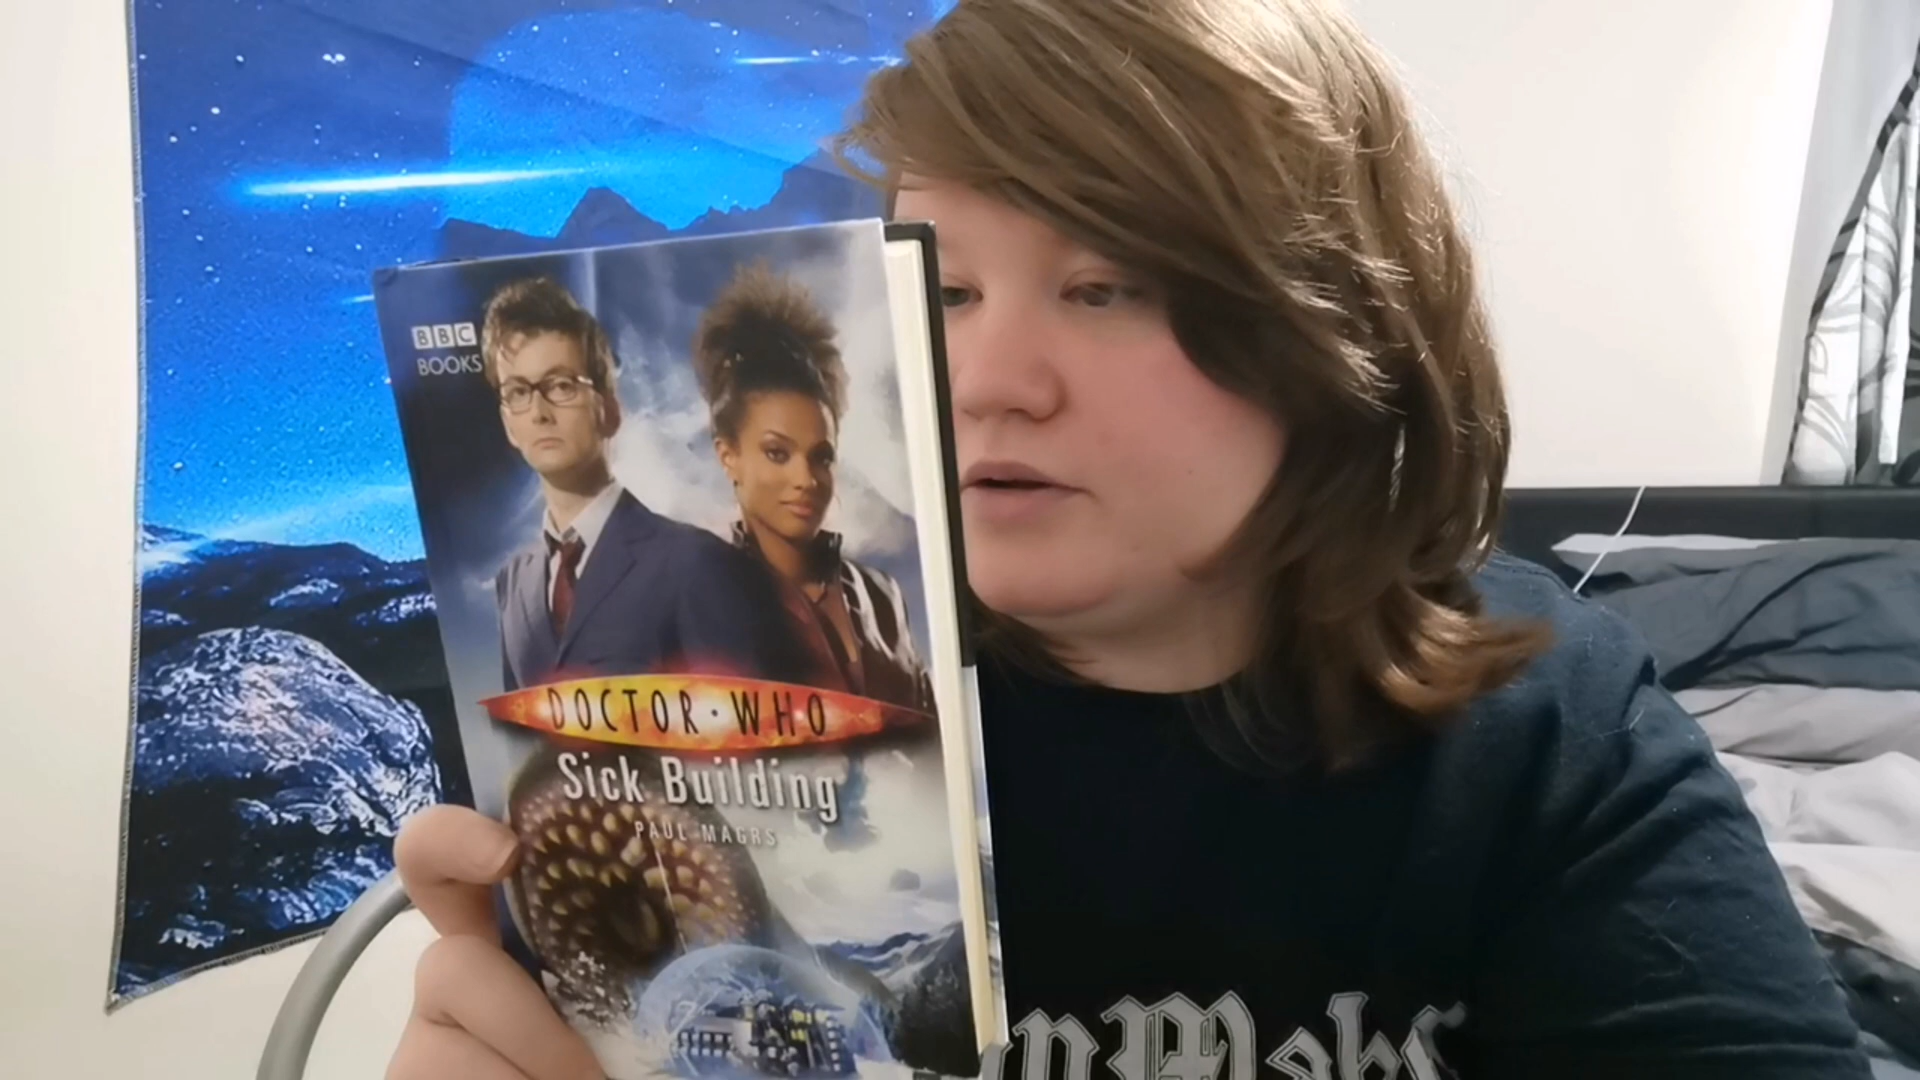 BBC
BOOKS
DOCTOR·WHO
Sick Building
PAUL MAGRS